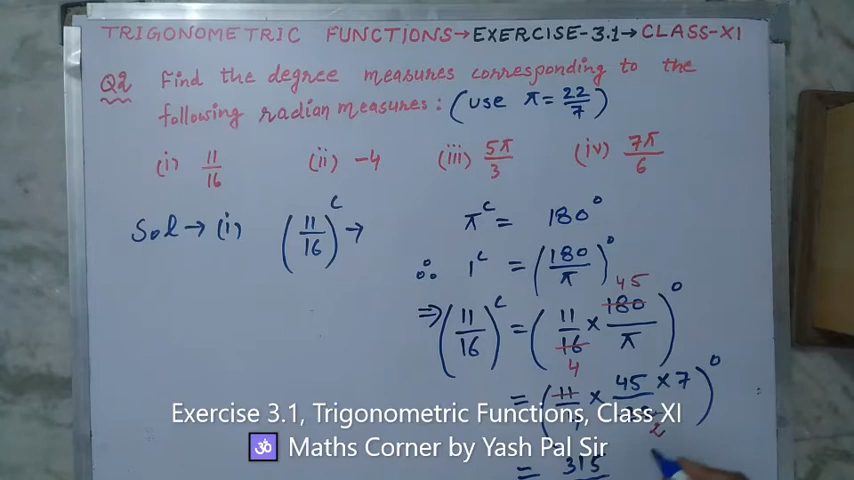 TRIGONOMETRIC FUNCTIONS→EXERCISE-3.1→CLASS-XI
Q2 Find the degree measures corresponding to the
following radian measures: (use π=22/7)
(i) 11/16 (ii) -4 (iii) 5π/3 (iv) 7π/6
Sol→(i) (11/16)^c → π^c = 180°
∴ 1^c = (180/π)°
⇒(11/16)^c = (11/16 × 180/π)° 45 4
= (11/ × 45×7/ 2)°
= 315
Exercise 3.1, Trigonometric Functions, Class XI
🕉 Maths Corner by Yash Pal Sir